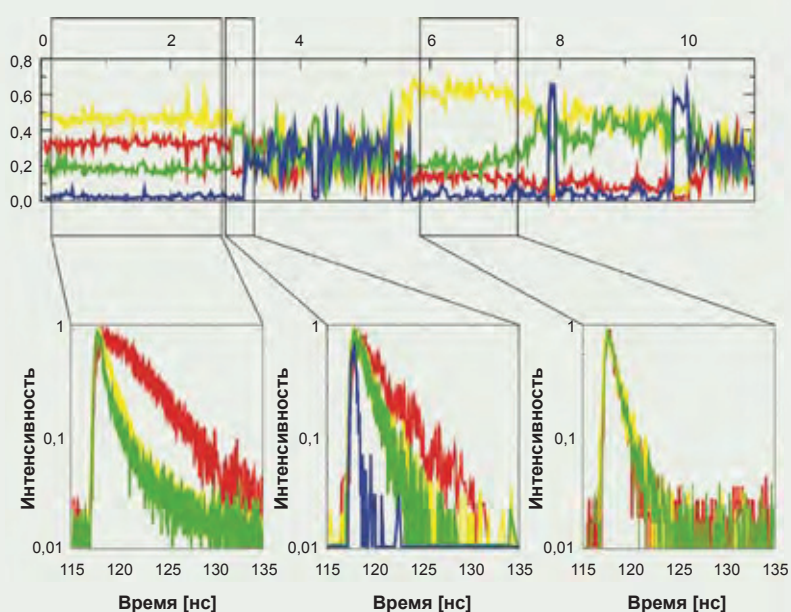 0 2 4 6 8 10
0,8
0,6
0,4
0,2
0,0
1 1 1
Интенсивность Интенсивность Интенсивность
0,1 0,1 0,1
0,01 0,01 0,01
115 120 125 130 135 115 120 125 130 135 115 120 125 130 135
Время [нс] Время [нс] Время [нс]